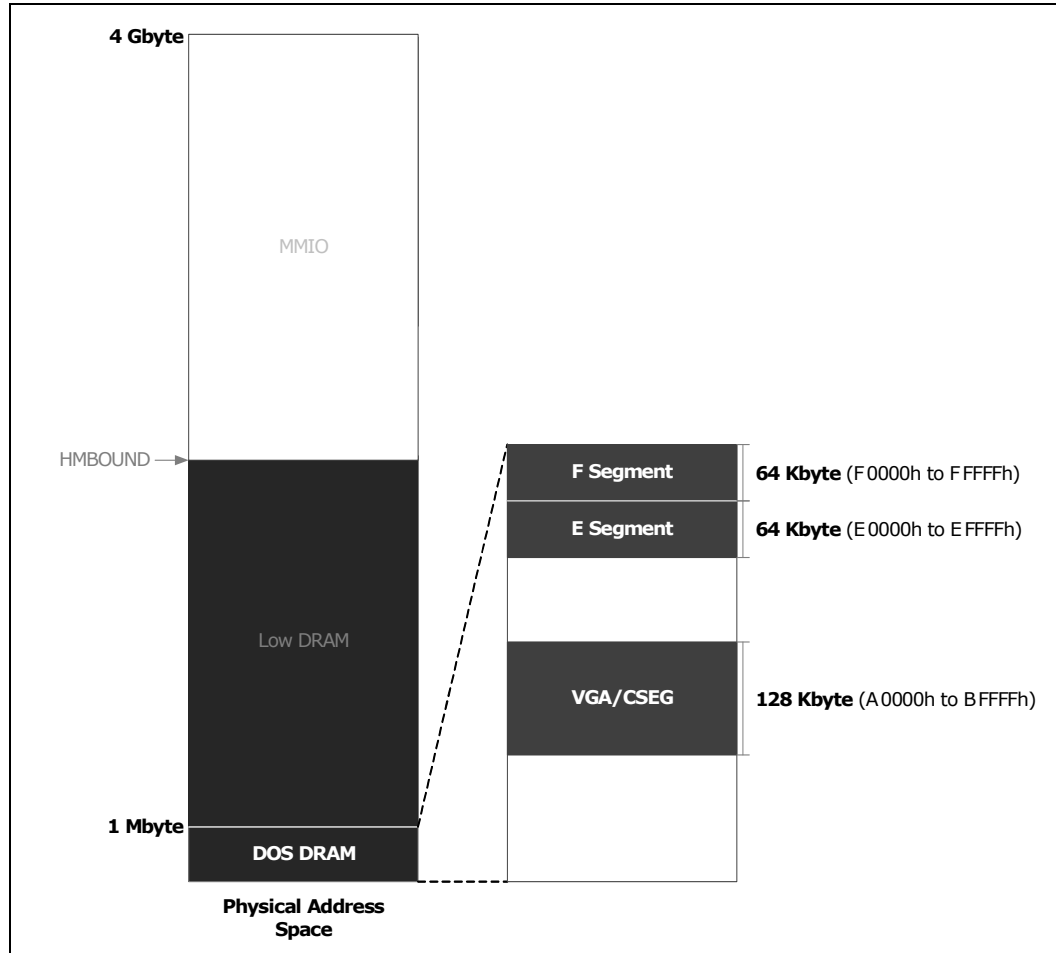 4 Gbyte
MMIO
HMBOUND
Low DRAM
1 Mbyte
DOS DRAM
Physical Address
Space
F Segment
64 Kbyte (F0000h to FFFFFh)
E Segment
64 Kbyte (E0000h to EFFFFh)
VGA/CSEG
128 Kbyte (A0000h to BFFFFh)